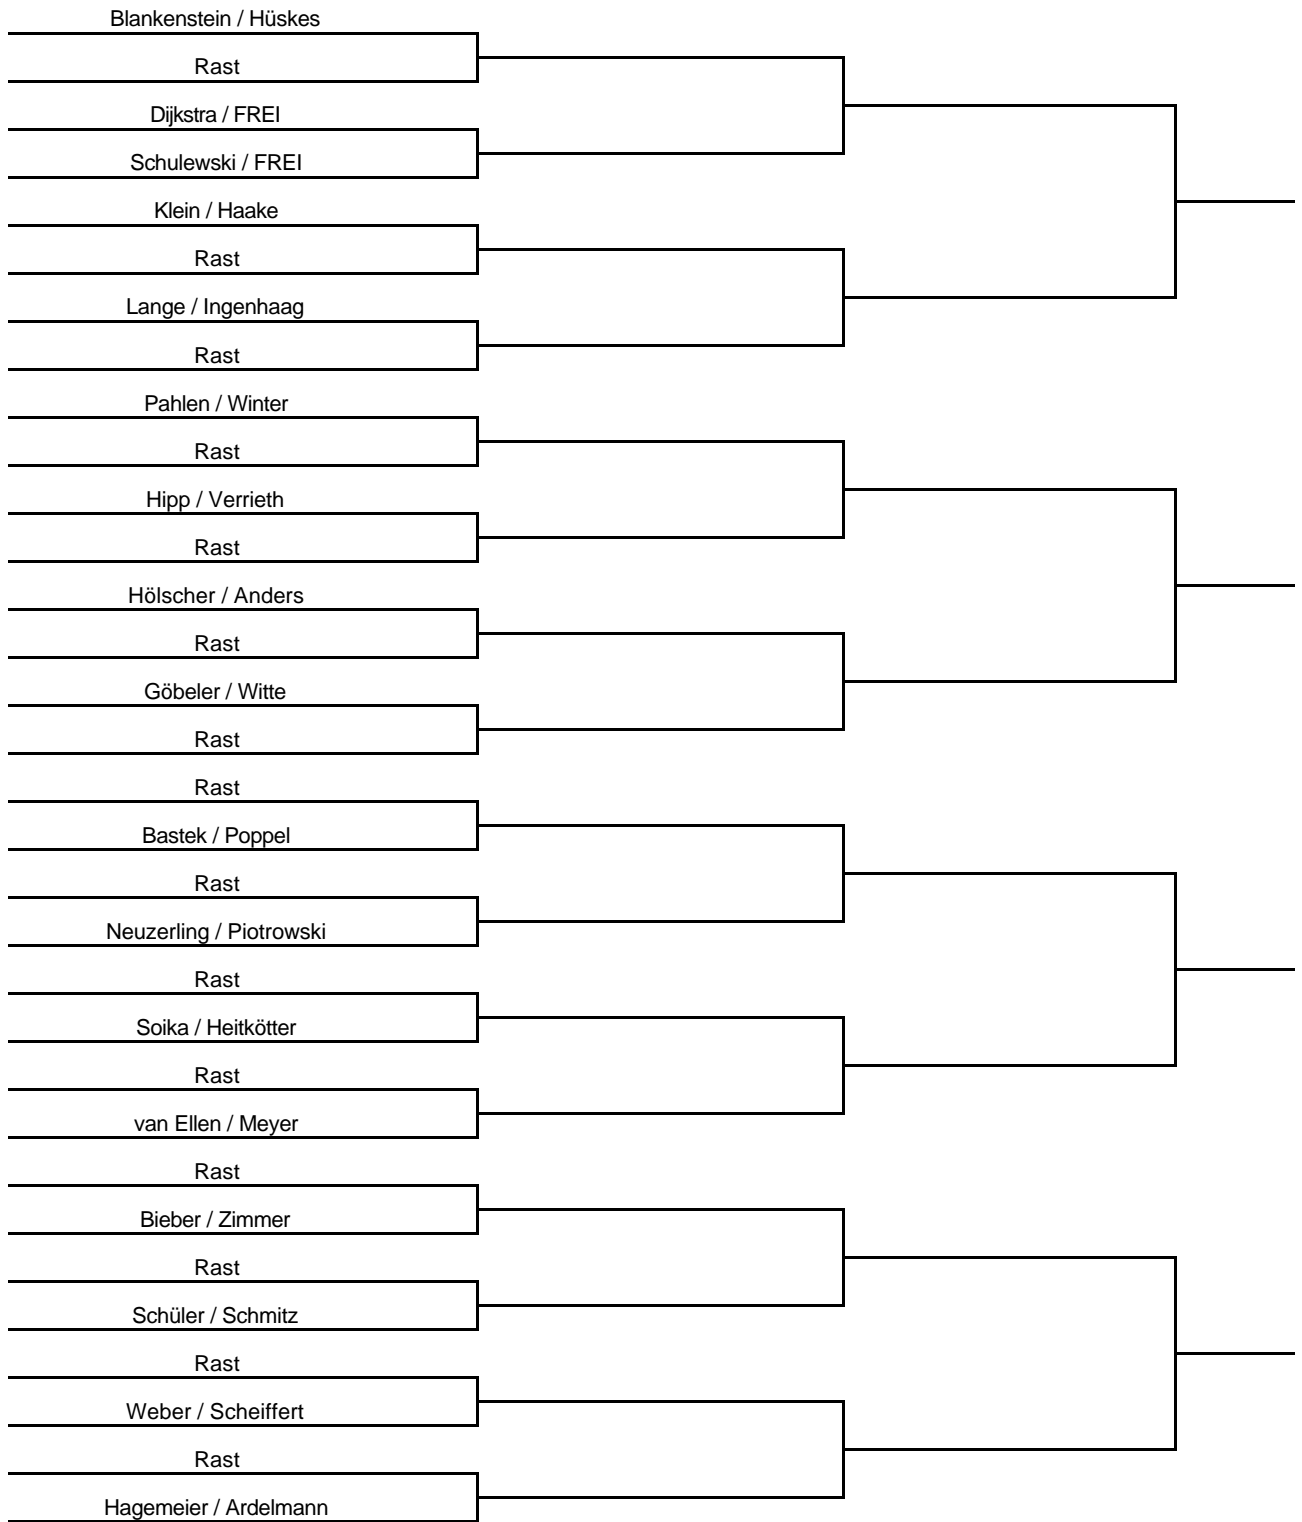 Blankenstein / Hüskes
Rast
Dijkstra / FREI
Schulewski / FREI
Klein / Haake
Rast
Lange / Ingenhaag
Rast
Pahlen / Winter
Rast
Hipp / Verrieth
Rast
Hölscher / Anders
Rast
Göbeler / Witte
Rast
Rast
Bastek / Poppel
Rast
Neuzerling / Piotrowski
Rast
Soika / Heitkötter
Rast
van Ellen / Meyer
Rast
Bieber / Zimmer
Rast
Schüler / Schmitz
Rast
Weber / Scheiffert
Rast
Hagemeier / Ardelmann